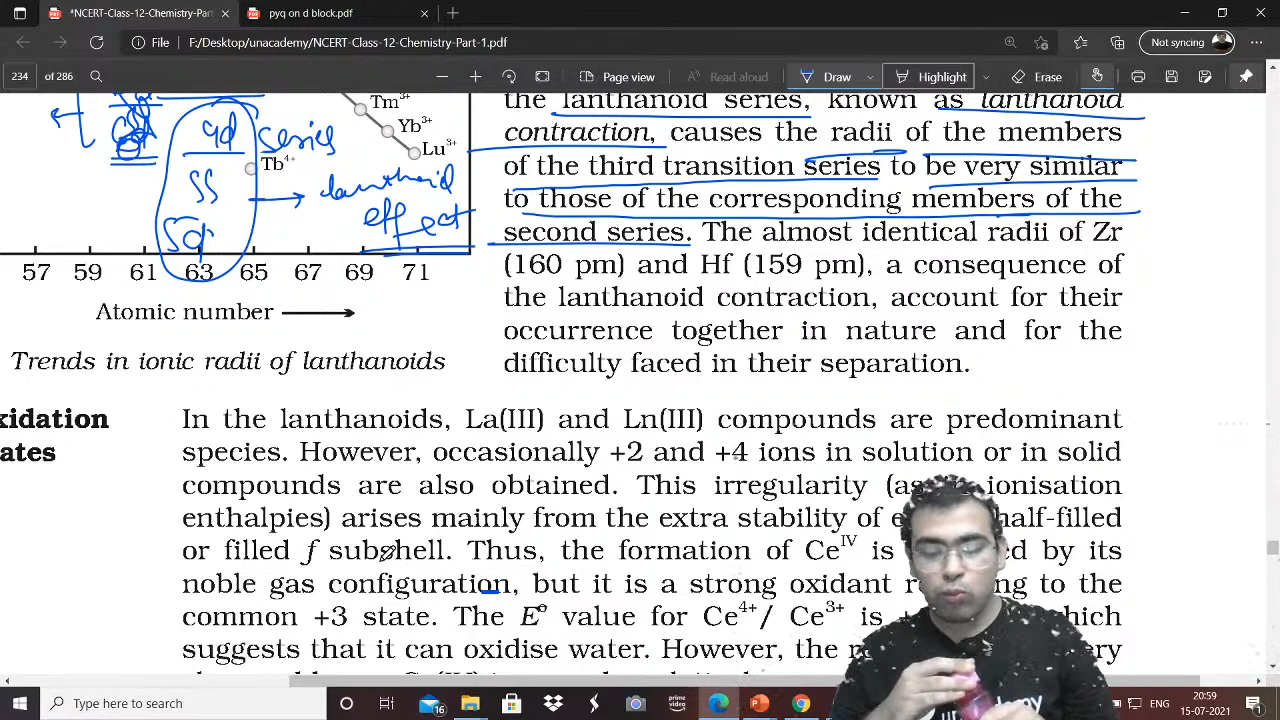 *NCERT-Class-12-Chemistry-Part-
pyq on d block.pdf
File
F:/Desktop/unacademy/NCERT-Class-12-Chemistry-Part-1.pdf
Not syncing
234 of 286
Page view
Read aloud
Draw
Highlight
Erase
Tm3+
Yb3+
Lu3+
Tb4+
series
effect
57 59 61 63 65 67 69 71
Atomic number
Trends in ionic radii of lanthanoids
the lanthanoid series, known as lanthanoid
contraction, causes the radii of the members
of the third transition series to be very similar
to those of the corresponding members of the
second series. The almost identical radii of Zr
(160 pm) and Hf (159 pm), a consequence of
the lanthanoid contraction, account for their
occurrence together in nature and for the
difficulty faced in their separation.
xidation
ates
In the lanthanoids, La(III) and Ln(III) compounds are predominant
species. However, occasionally +2 and +4 ions in solution or in solid
compounds are also obtained. This irregularity (as ionisation
enthalpies) arises mainly from the extra stability of half-filled
or filled f subshell. Thus, the formation of CeIV is by its
noble gas configuration, but it is a strong oxidant to the
common +3 state. The Eo value for Ce4+/ Ce3+ is
suggests that it can oxidise water. However, the
Type here to search
16
ENG
20:59
15-07-2021